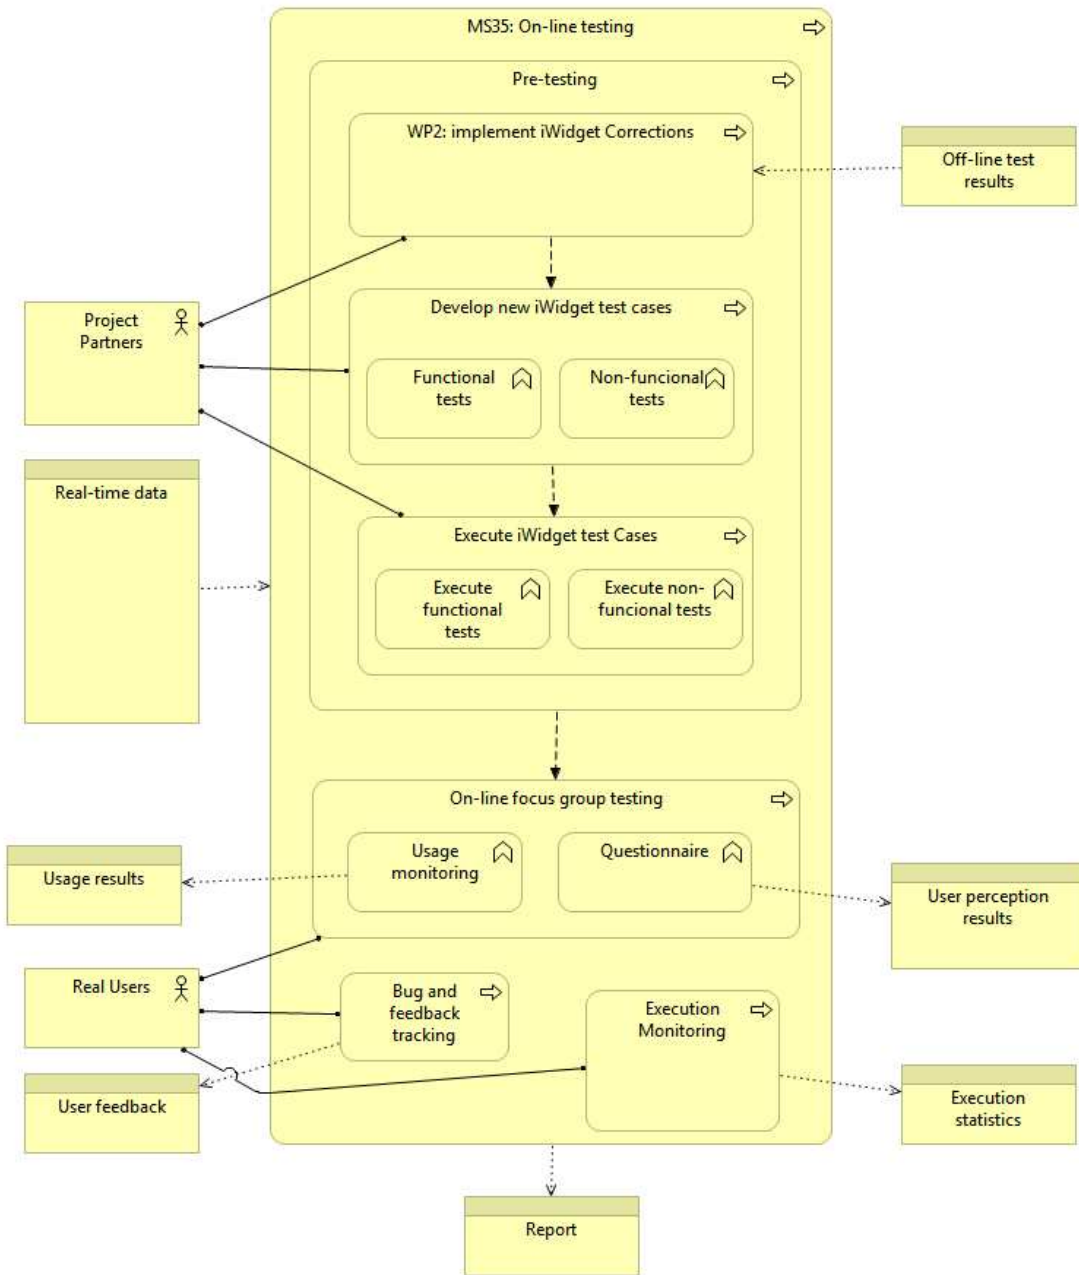 MS35: On-line testing
Pre-testing
WP2: implement iWidget Corrections
Off-line test
results
Project
Partners
Develop new iWidget test cases
Functional
tests
Non-funcional
tests
Real-time data
Execute iWidget test Cases
Execute
functional
tests
Execute non-
funcional tests
On-line focus group testing
Usage
monitoring
Questionnaire
Usage results
User perception
results
Real Users
Bug and
feedback
tracking
Execution
Monitoring
User feedback
Execution
statistics
Report